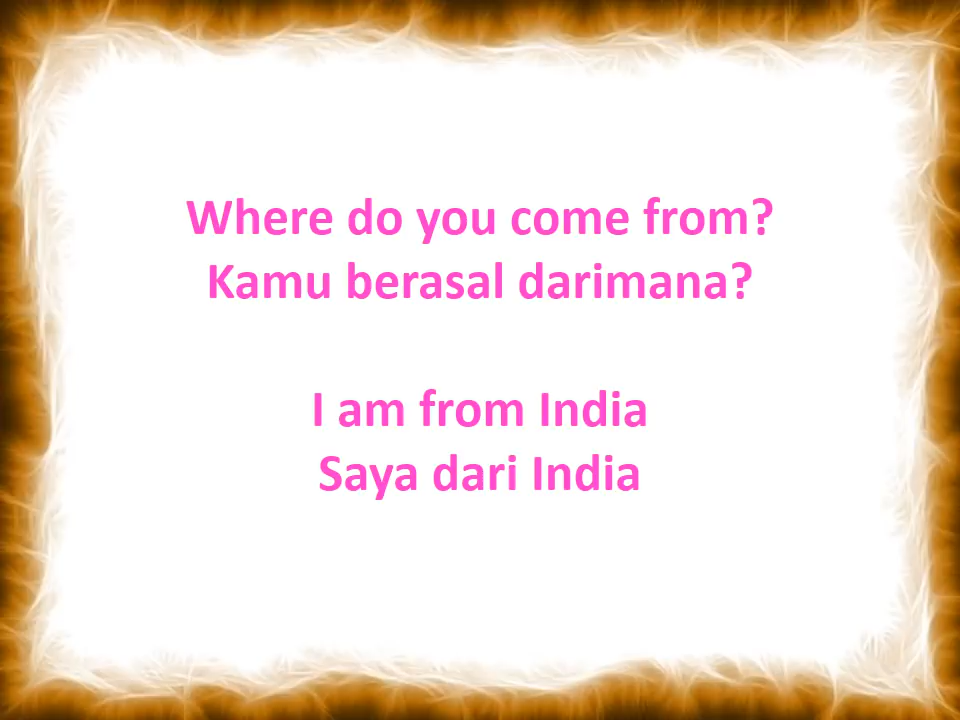 Where do you come from?
Kamu berasal darimana?
I am from India
Saya dari India